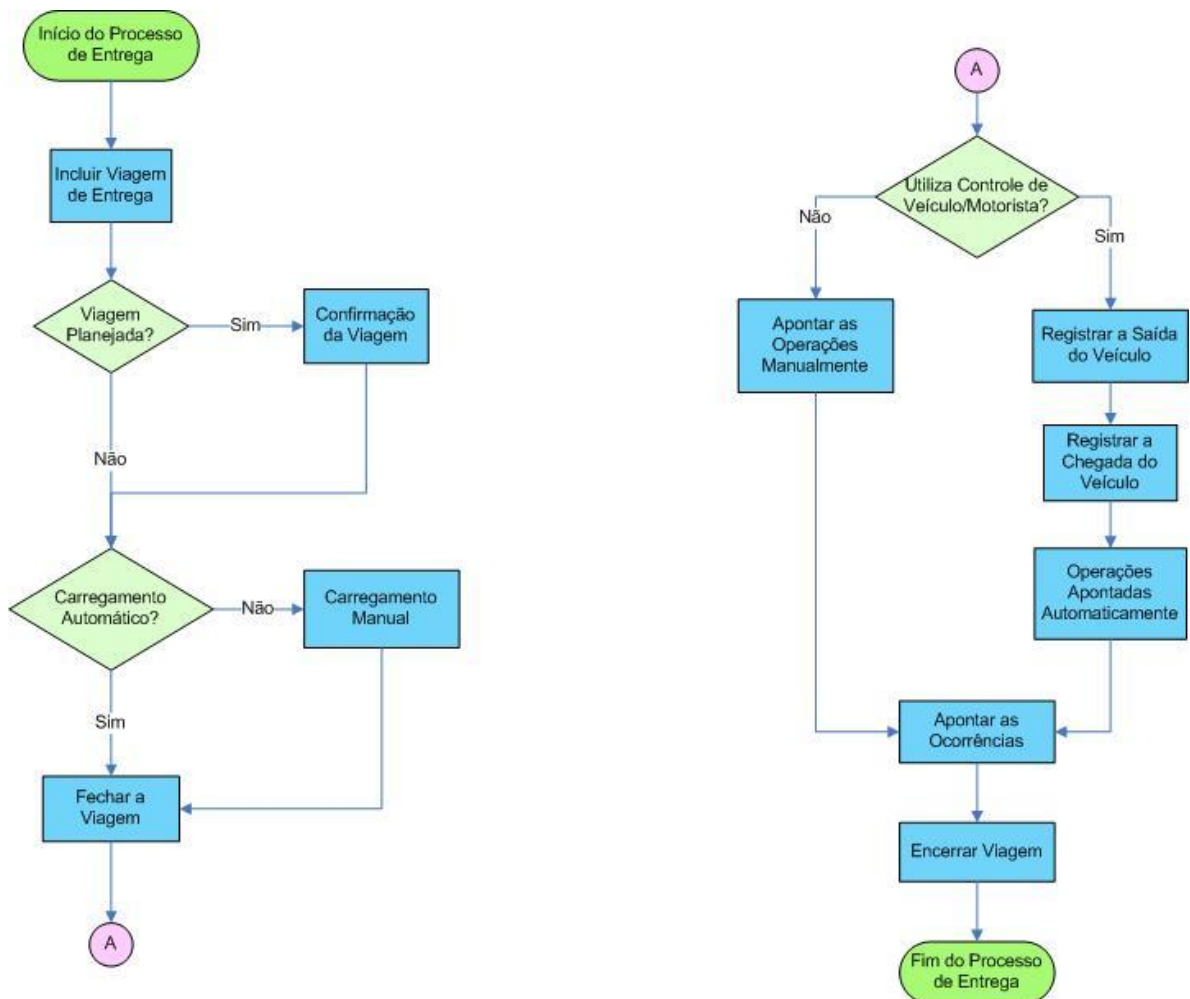 Início do Processo
de Entrega
Incluir Viagem
de Entrega
Viagem
Planejada?
Sim
Confirmação
da Viagem
Não
Carregamento
Automático?
Não
Carregamento
Manual
Sim
Fechar a
Viagem
A
A
Utiliza Controle de
Veículo/Motorista?
Não
Sim
Apontar as
Operações
Manualmente
Registrar a Saída
do Veículo
Registrar a
Chegada do
Veículo
Operações
Apontadas
Automaticamente
Apontar as
Ocorrências
Encerrar Viagem
Fim do Processo
de Entrega